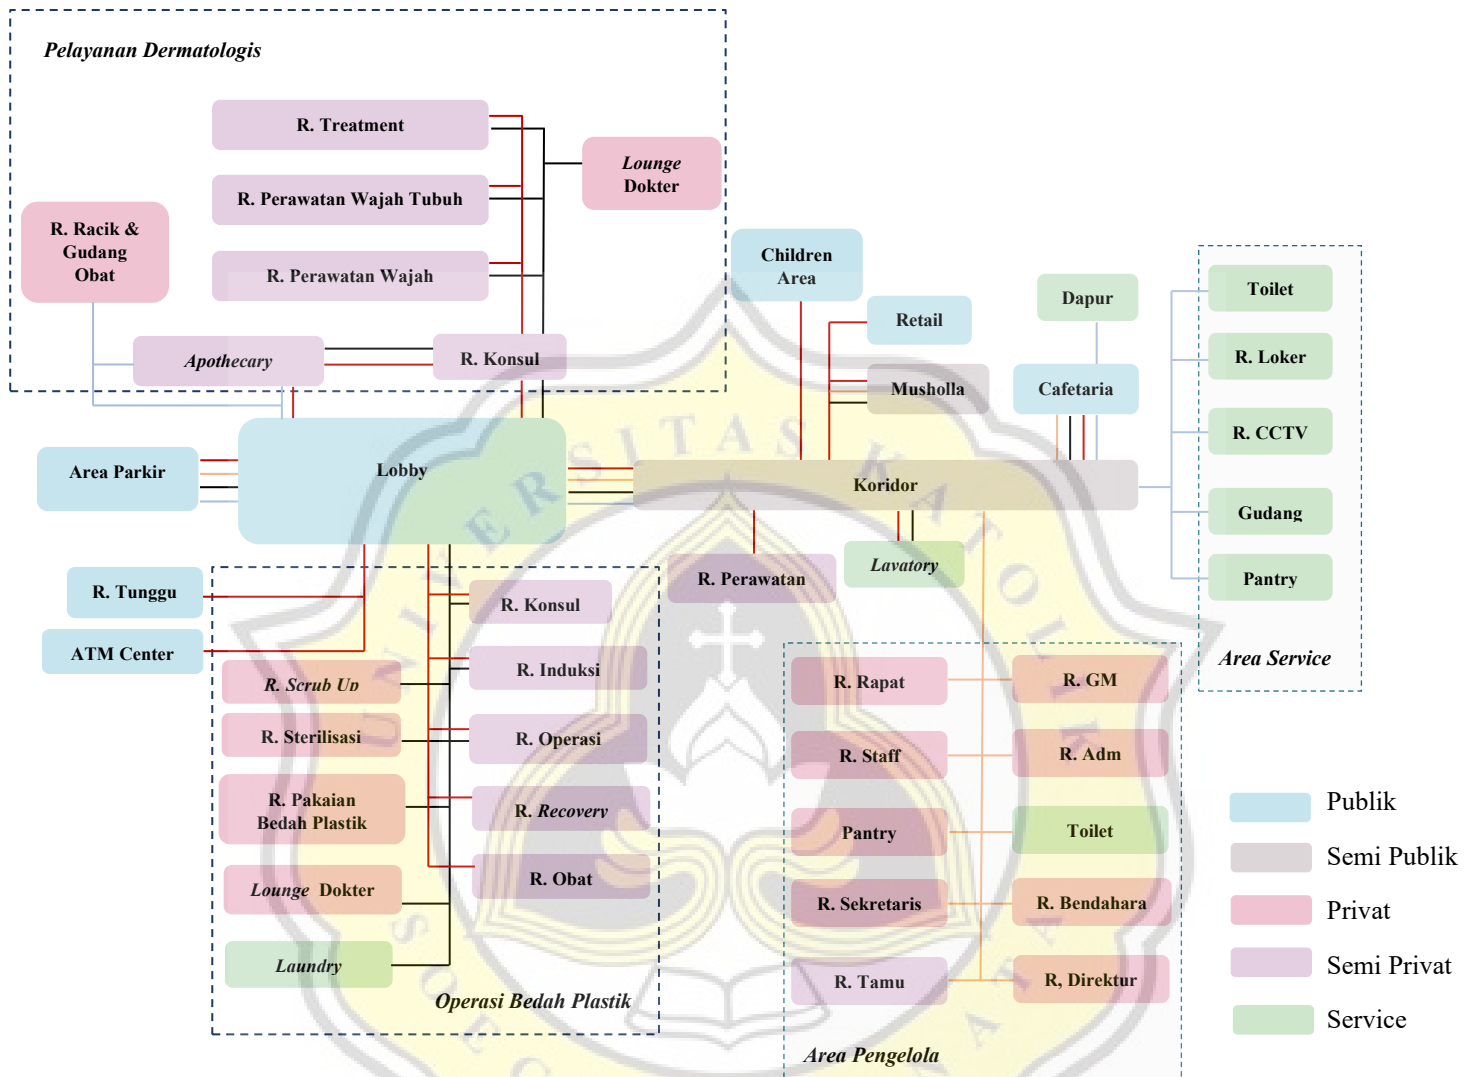 Pelayanan Dermatologis
R. Treatment
Lounge
Dokter
R. Perawatan Wajah Tubuh
R. Racik &
Gudang
Obat
R. Perawatan Wajah
Apothecary
R. Konsul
Children
Area
Retail
Musholla
Dapur
Cafetaria
Toilet
R. Loker
R. CCTV
Gudang
Pantry
Area Service
Area Parkir
Lobby
Koridor
R. Tunggu
ATM Center
R. Perawatan
Lavatory
R. Konsul
R. Induksi
R. Scrub Up
R. Sterilisasi
R. Operasi
R. Pakaian
Bedah Plastik
R. Recovery
Lounge Dokter
R. Obat
Laundry
Operasi Bedah Plastik
R. Rapat
R. GM
R. Staff
R. Adm
Pantry
Toilet
R. Sekretaris
R. Bendahara
R. Tamu
R, Direktur
Area Pengelola
Publik
Semi Publik
Privat
Semi Privat
Service
UNIVERSITAS KATOLIK